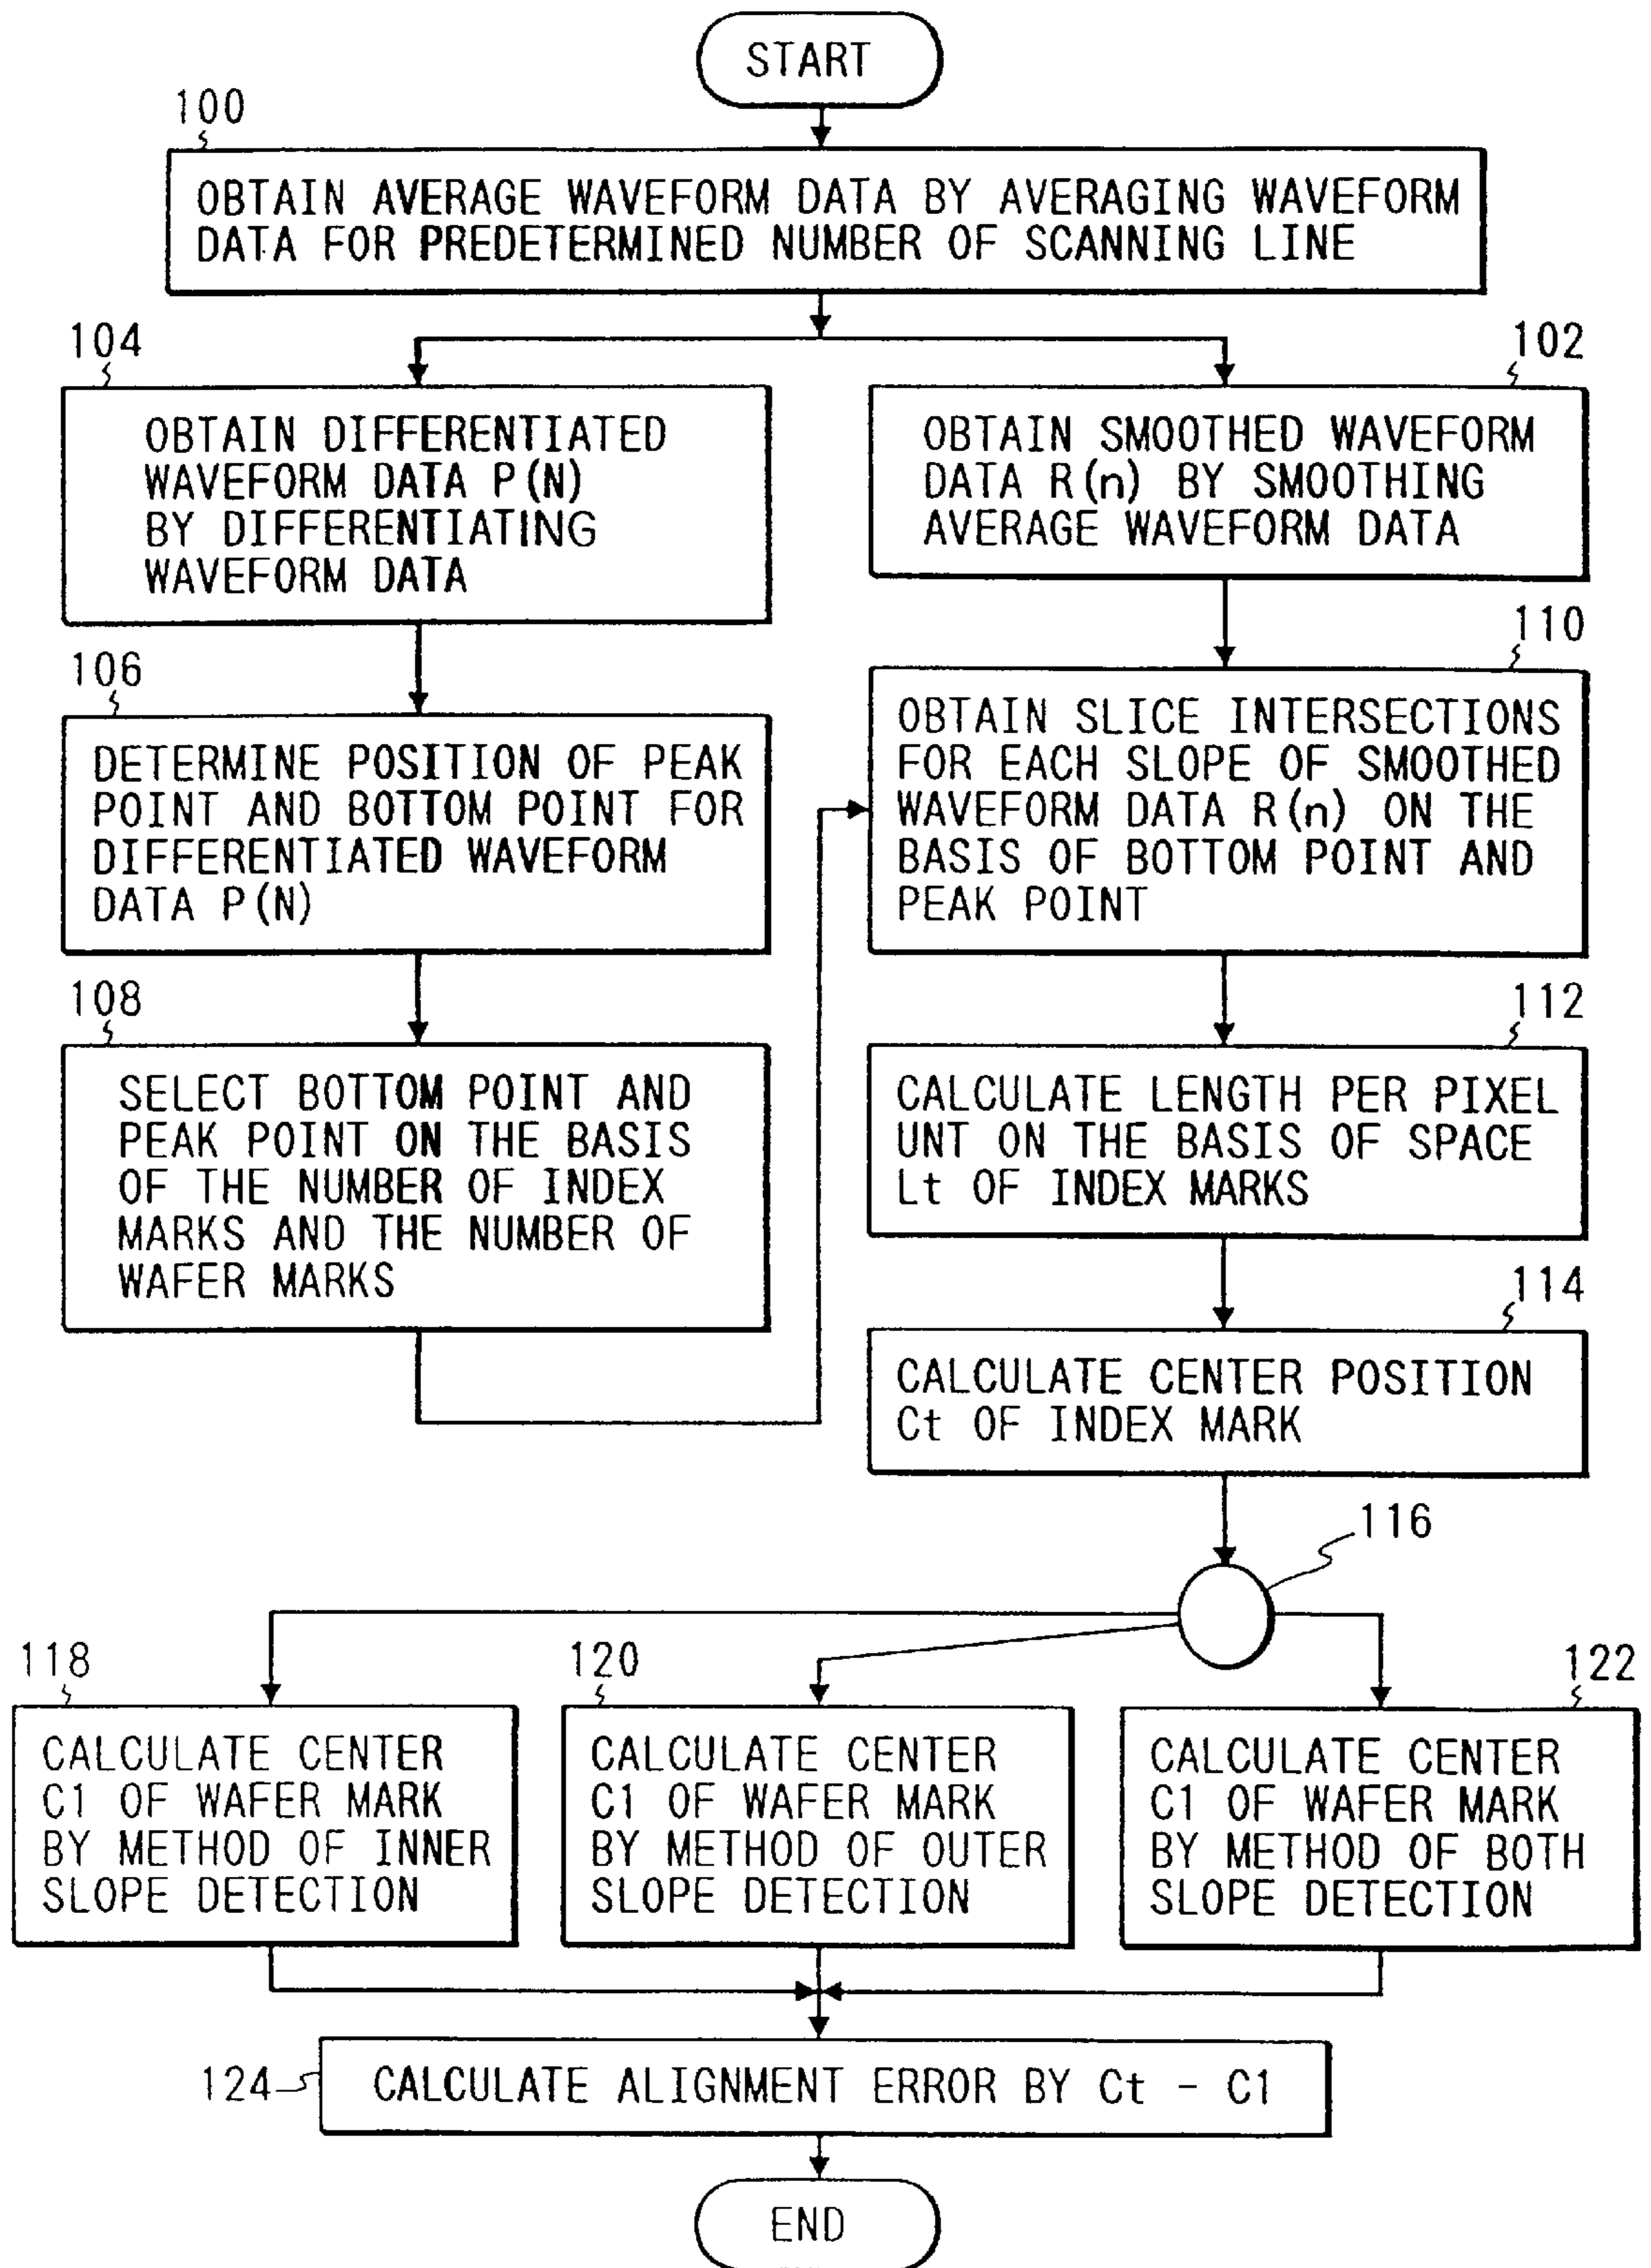 START
100
OBTAIN AVERAGE WAVEFORM DATA BY AVERAGING WAVEFORM
DATA FOR PREDETERMINED NUMBER OF SCANNING LINE
104
OBTAIN DIFFERENTIATED
WAVEFORM DATA P(N)
BY DIFFERENTIATING
WAVEFORM DATA
102
OBTAIN SMOOTHED WAVEFORM
DATA R(n) BY SMOOTHING
AVERAGE WAVEFORM DATA
106
DETERMINE POSITION OF PEAK
POINT AND BOTTOM POINT FOR
DIFFERENTIATED WAVEFORM
DATA P(N)
108
SELECT BOTTOM POINT AND
PEAK POINT ON THE BASIS
OF THE NUMBER OF INDEX
MARKS AND THE NUMBER OF
WAFER MARKS
110
OBTAIN SLICE INTERSECTIONS
FOR EACH SLOPE OF SMOOTHED
WAVEFORM DATA R(n) ON THE
BASIS OF BOTTOM POINT AND
PEAK POINT
112
CALCULATE LENGTH PER PIXEL
UNT ON THE BASIS OF SPACE
Lt OF INDEX MARKS
114
CALCULATE CENTER POSITION
Ct OF INDEX MARK
116
118
CALCULATE CENTER
C1 OF WAFER MARK
BY METHOD OF INNER
SLOPE DETECTION
120
CALCULATE CENTER
C1 OF WAFER MARK
BY METHOD OF OUTER
SLOPE DETECTION
122
CALCULATE CENTER
C1 OF WAFER MARK
BY METHOD OF BOTH
SLOPE DETECTION
124
CALCULATE ALIGNMENT ERROR BY Ct - C1
END